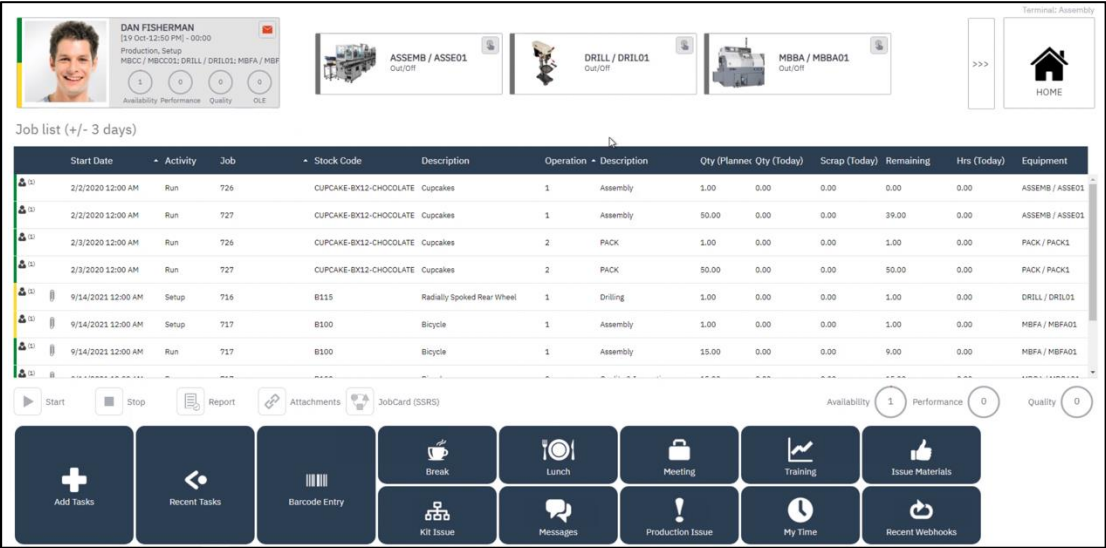 Terminal: Assembly
DAN FISHERMAN
[19 Oct-12:50 PM] - 00:00
Production, Setup
MBCC / MBCC01; DRILL / DRIL01; MBFA / MBF
1 0 0 0
Availability Performance Quality OLE
ASSEMB / ASSE01
Out/Off
DRILL / DRIL01
Out/Off
MBBA / MBBA01
Out/Off
>>>
HOME
Job list (+/- 3 days)
Start Date Activity Job Stock Code Description Operation Description Qty (Planned Qty (Today) Scrap (Today) Remaining Hrs (Today) Equipment
(1) 2/2/2020 12:00 AM Run 726 CUPCAKE-BX12-CHOCOLATE Cupcakes 1 Assembly 1.00 0.00 0.00 0.00 0.00 ASSEMB / ASSE01
(1) 2/2/2020 12:00 AM Run 727 CUPCAKE-BX12-CHOCOLATE Cupcakes 1 Assembly 50.00 0.00 0.00 39.00 0.00 ASSEMB / ASSE01
(1) 2/3/2020 12:00 AM Run 726 CUPCAKE-BX12-CHOCOLATE Cupcakes 2 PACK 1.00 0.00 0.00 1.00 0.00 PACK / PACK1
(1) 2/3/2020 12:00 AM Run 727 CUPCAKE-BX12-CHOCOLATE Cupcakes 2 PACK 50.00 0.00 0.00 50.00 0.00 PACK / PACK1
(1) 9/14/2021 12:00 AM Setup 716 B115 Radially Spoked Rear Wheel 1 Drilling 1.00 0.00 0.00 1.00 0.00 DRILL / DRIL01
(1) 9/14/2021 12:00 AM Setup 717 B100 Bicycle 1 Assembly 1.00 0.00 0.00 1.00 0.00 MBFA / MBFA01
(1) 9/14/2021 12:00 AM Run 717 B100 Bicycle 1 Assembly 15.00 0.00 0.00 9.00 0.00 MBFA / MBFA01
(1)
Start Stop Report Attachments JobCard (SSRS) Availability 1 Performance 0 Quality 0
Add Tasks
Recent Tasks
Barcode Entry
Break
Lunch
Meeting
Training
Issue Materials
Kit Issue
Messages
Production Issue
My Time
Recent Webhooks